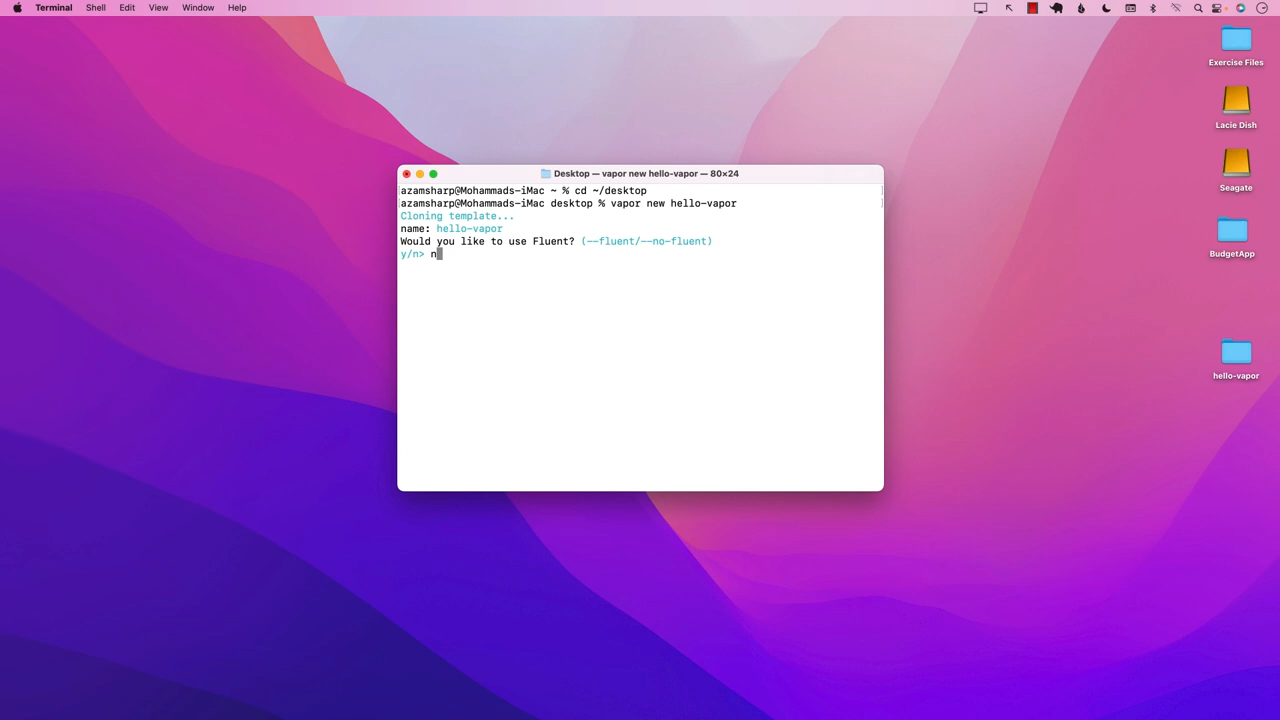 Terminal Shell Edit View Window Help
Exercise Files
Lacie Dish
Seagate
BudgetApp
hello-vapor
Desktop — vapor new hello-vapor — 80×24
azamsharp@Mohammads-iMac ~ % cd ~/desktop
azamsharp@Mohammads-iMac desktop % vapor new hello-vapor
Cloning template...
name: hello-vapor
Would you like to use Fluent? (--fluent/--no-fluent)
y/n> n